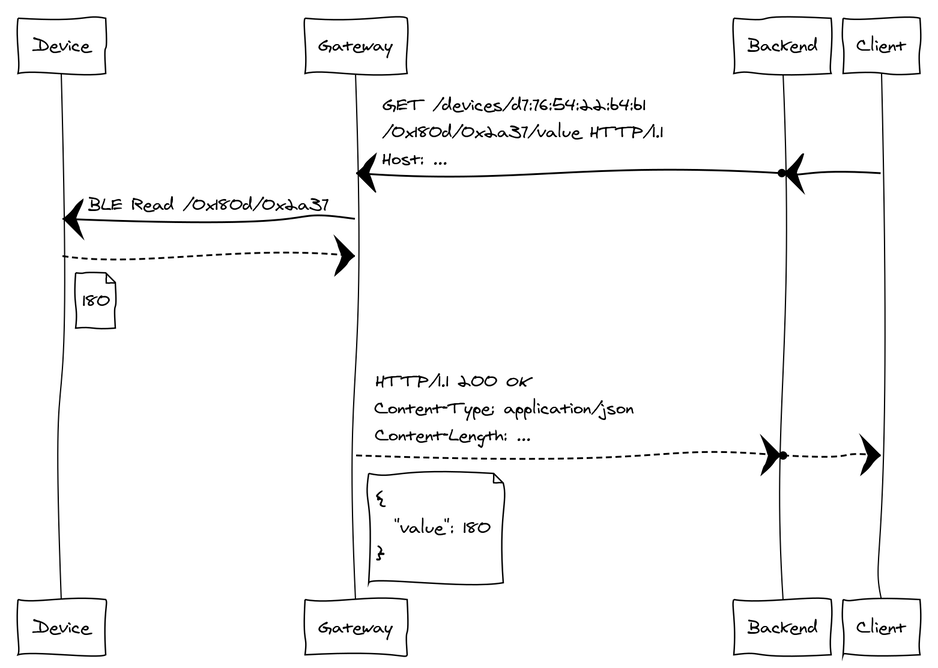 Device
Gateway
Backend
Client
GET /devices/d7:76:54:22:b4:b1
/0x180d/0x2a37/value HTTP/1.1
Host: ...
BLE Read /0x180d/0x2a37
180
HTTP/1.1 200 OK
Content-Type: application/json
Content-Length: ...
{
"value": 180
}
Device
Gateway
Backend
Client